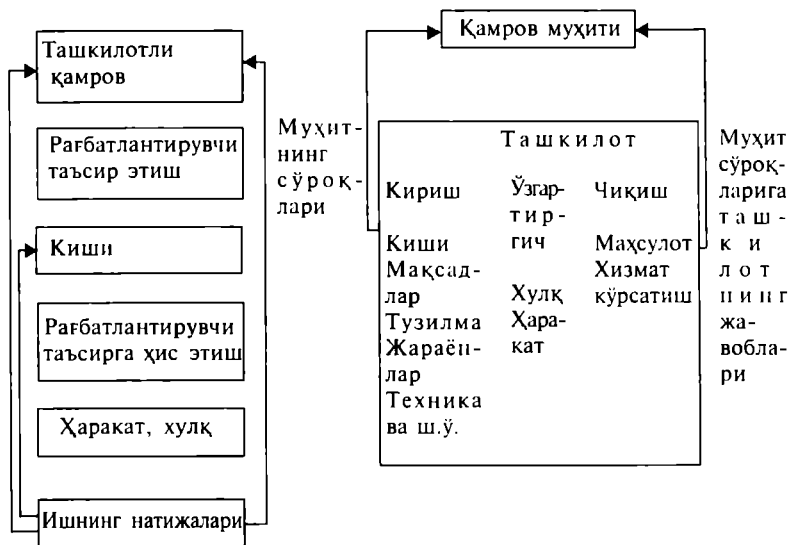 Ташкилотли
қамров
Рағбатлантирувчи
таъсир этиш
Киши
Рағбатлантирувчи
таъсирга ҳис этиш
Ҳаракат, хулқ
Ишнинг натижалари
Қамров муҳити
Муҳит-
нинг
сўроқ-
лари
Ташкилот
Кириш
Киши
Мақсад-
лар
Тузилма
Жараён-
лар
Техника
ва ш.ў.
Ўзгар-
тир-
гич
Хулқ
Ҳара-
кат
Чиқиш
Маҳсулот
Хизмат
кўрсатиш
Муҳит
сўроқ-
ларига
таш-
ки
лот
нинг
жа-
вобла-
ри